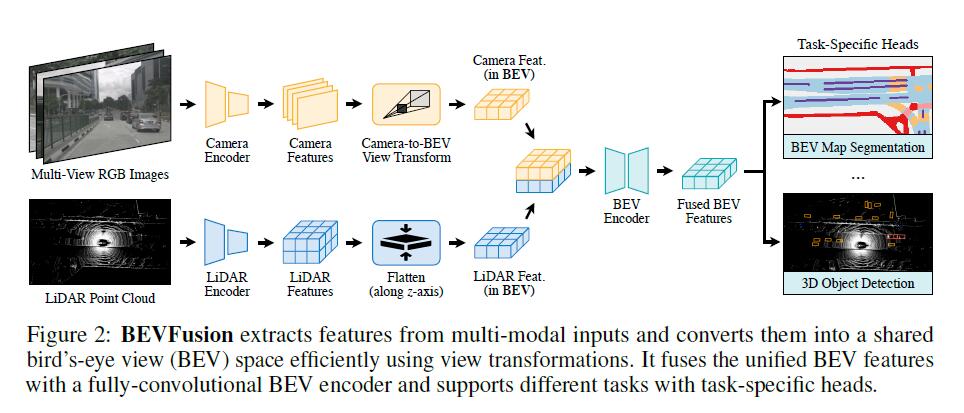 Task-Specific Heads
Camera Feat.
(in BEV)
Multi-View RGB Images
Camera
Encoder
Camera
Features
Camera-to-BEV
View Transform
BEV Map Segmentation
...
BEV
Encoder
Fused BEV
Features
LiDAR Point Cloud
LiDAR
Encoder
LiDAR
Features
Flatten
(along z-axis)
LiDAR Feat.
(in BEV)
3D Object Detection
Figure 2: BEVFusion extracts features from multi-modal inputs and converts them into a shared
bird's-eye view (BEV) space efficiently using view transformations. It fuses the unified BEV features
with a fully-convolutional BEV encoder and supports different tasks with task-specific heads.